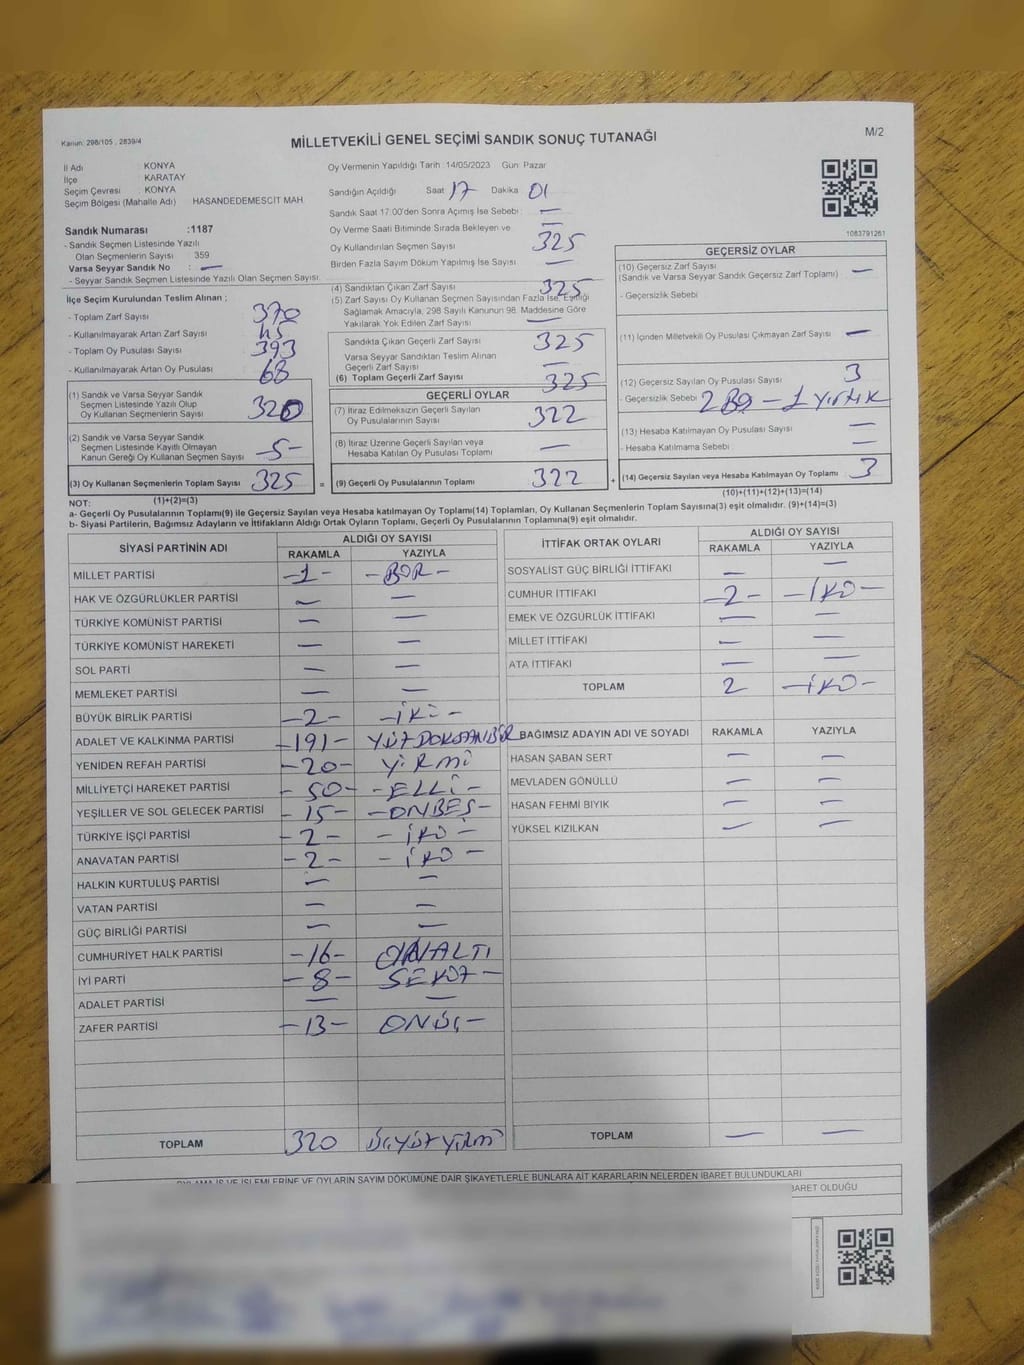 Kanun: 298/105 , 2839/4
MİLLETVEKİLİ GENEL SEÇİMİ SANDIK SONUÇ TUTANAĞI
M/2
İl Adı KONYA
İlçe KARATAY
Seçim Çevresi : KONYA
Seçim Bölgesi (Mahalle Adı) HASANDEDEMESCİT MAH.
Sandık Numarası :1187
- Sandık Seçmen Listesinde Yazılı
Olan Seçmenlerin Sayısı 359
Varsa Seyyar Sandık No : —
- Seyyar Sandık Seçmen Listesinde Yazılı Olan Seçmen Sayısı:
İlçe Seçim Kurulundan Teslim Alınan :
- Toplam Zarf Sayısı 370
- Kullanılmayarak Artan Zarf Sayısı 45
- Toplam Oy Pusulası Sayısı 393
- Kullanılmayarak Artan Oy Pusulası 68
(1) Sandık ve Varsa Seyyar Sandık
Seçmen Listesinde Yazılı Olup
Oy Kullanan Seçmenlerin Sayısı 320
(2) Sandık ve Varsa Seyyar Sandık
Seçmen Listesinde Kayıtlı Olmayan
Kanun Gereği Oy Kullanan Seçmen Sayısı -5-
(3) Oy Kullanan Seçmenlerin Toplam Sayısı 325 =
Oy Vermenin Yapıldığı Tarih : 14/05/2023 Gün: Pazar
Sandığın Açıldığı Saat 17 Dakika 01
Sandık Saat 17:00'den Sonra Açımış İse Sebebi : —
Oy Verme Saati Bitiminde Sırada Bekleyen ve —
Oy Kullandırılan Seçmen Sayısı 325
Birden Fazla Sayım Döküm Yapılmış İse Sayısı —
(4) Sandıktan Çıkan Zarf Sayısı 325
(5) Zarf Sayısı Oy Kullanan Seçmen Sayısından Fazla İse, Eşitliği
Sağlamak Amacıyla, 298 Sayılı Kanunun 98. Maddesine Göre
Yakılarak Yok Edilen Zarf Sayısı —
Sandıkta Çıkan Geçerli Zarf Sayısı 325
Varsa Seyyar Sandıktan Teslim Alınan
Geçerli Zarf Sayısı —
(6) Toplam Geçerli Zarf Sayısı 325
GEÇERLİ OYLAR
(7) İtiraz Edilmeksizin Geçerli Sayılan
Oy Pusulalarının Sayısı 322
(8) İtiraz Üzerine Geçerli Sayılan veya
Hesaba Katılan Oy Pusulası Toplamı —
(9) Geçerli Oy Pusulalarının Toplamı 322 +
1083791261
GEÇERSİZ OYLAR
(10) Geçersiz Zarf Sayısı
(Sandık ve Varsa Seyyar Sandık Geçersiz Zarf Toplamı) —
- Geçersizlik Sebebi
(11) İçinden Milletvekili Oy Pusulası Çıkmayan Zarf Sayısı —
(12) Geçersiz Sayılan Oy Pusulası Sayısı 3
- Geçersizlik Sebebi 2 - 1 yırtık
(13) Hesaba Katılmayan Oy Pusulası Sayısı —
- Hesaba Katılmama Sebebi : —
(14) Geçersiz Sayılan veya Hesaba Katılmayan Oy Toplamı 3
NOT: (1)+(2)=(3) (10)+(11)+(12)+(13)=(14)
a- Geçerli Oy Pusulalarının Toplamı(9) ile Geçersiz Sayılan veya Hesaba katılmayan Oy Toplamı(14) Toplamları, Oy Kullanan Seçmenlerin Toplam Sayısına(3) eşit olmalıdır. (9)+(14)=(3)
b- Siyasi Partilerin, Bağımsız Adayların ve İttifakların Aldığı Ortak Oyların Toplamı, Geçerli Oy Pusulalarının Toplamına(9) eşit olmalıdır.
SİYASİ PARTİNİN ADI ALDIĞI OY SAYISI
RAKAMLA YAZIYLA
MİLLET PARTİSİ -1- -BİR-
HAK VE ÖZGÜRLÜKLER PARTİSİ — —
TÜRKİYE KOMÜNİST PARTİSİ — —
TÜRKİYE KOMÜNİST HAREKETİ — —
SOL PARTİ — —
MEMLEKET PARTİSİ — —
BÜYÜK BİRLİK PARTİSİ -2- -İKİ-
ADALET VE KALKINMA PARTİSİ -191- YÜZDOKSANBİR
YENİDEN REFAH PARTİSİ -20- YİRMİ
MİLLİYETÇİ HAREKET PARTİSİ -50- -ELLİ-
YEŞİLLER VE SOL GELECEK PARTİSİ -15- -ONBEŞ-
TÜRKİYE İŞÇİ PARTİSİ -2- -İKİ-
ANAVATAN PARTİSİ -2- -İKİ-
HALKIN KURTULUŞ PARTİSİ — —
VATAN PARTİSİ — —
GÜÇ BİRLİĞİ PARTİSİ — —
CUMHURİYET HALK PARTİSİ -16- ONALTI
İYİ PARTİ -8- SEKİZ-
ADALET PARTİSİ — —
ZAFER PARTİSİ -13- ONÜÇ-
TOPLAM 320 ÜÇYÜZYİRMİ
İTTİFAK ORTAK OYLARI ALDIĞI OY SAYISI
RAKAMLA YAZIYLA
SOSYALİST GÜÇ BİRLİĞİ İTTİFAKI — —
CUMHUR İTTİFAKI -2- -İKİ-
EMEK VE ÖZGÜRLÜK İTTİFAKI — —
MİLLET İTTİFAKI — —
ATA İTTİFAKI — —
TOPLAM 2 -İKİ-
BAĞIMSIZ ADAYIN ADI VE SOYADI RAKAMLA YAZIYLA
HASAN ŞABAN SERT — —
MEVLADEN GÖNÜLLÜ — —
HASAN FEHMİ BIYIK — —
YÜKSEL KIZILKAN — —
TOPLAM — —
OYLAMA İŞ VE İŞLEMLERİNE VE OYLARIN SAYIM DÖKÜMÜNE DAİR ŞİKAYETLERLE BUNLARA AİT KARARLARIN NELERDEN İBARET BULUNDUKLARI
BARET OLDUĞU